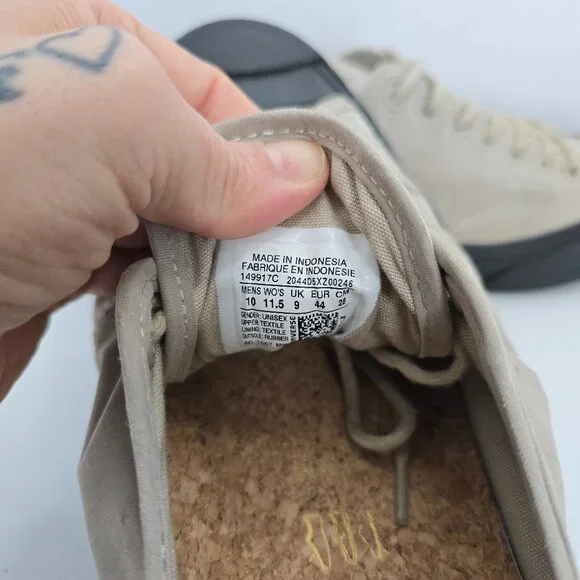 MADE IN INDONESIA
FABRIQUE EN INDONESIE
149917C 2044D5XZ00246
MENS WO'S UK EUR CM
10 11.5 9 44 28
GENDER: UNISEX
UPPER: TEXTILE
LINING: TEXTILE
OUTSOLE: RUBBER